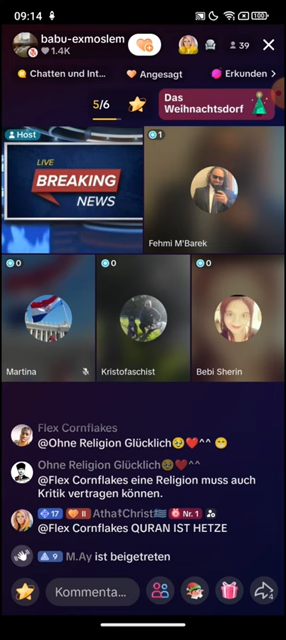 09:14
100
babu-exmoslem
1.4K
39
Chatten und Int...
Angesagt
Erkunden
5/6
Das
Weihnachtsdorf
Host
1
LIVE
BREAKING
NEWS
Fehmi M'Barek
0
0
0
Martina
Kristofaschist
Bebi Sherin
Flex Cornflakes
@Ohne Religion Glücklich🥹❤️^^ 😁
Ohne Religion Glücklich🥹❤️^^
@Flex Cornflakes eine Religion muss auch
Kritik vertragen können.
17 II Atha☦Christ🇬🇷 Nr. 1
@Flex Cornflakes QURAN IST HETZE
9 M.Ay ist beigetreten
Kommenta...
4